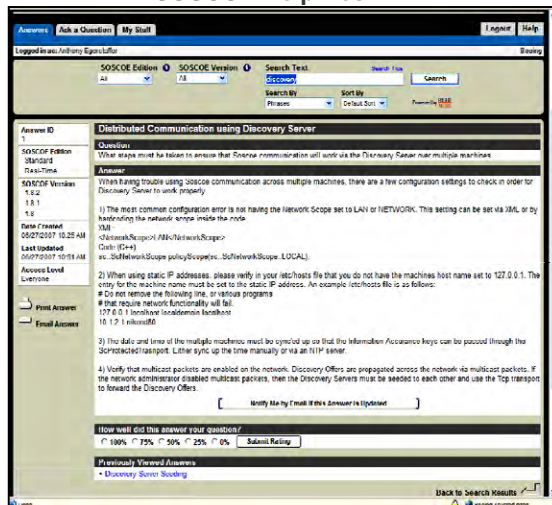 Answers Ask a Question My Stuff Logout Help
Logged in as: Anthony Boeing
SOSCOE Edition SOSCOE Version Search Text Search Tips
All All discovery Search
Search By Sort By
Phrases Default Sort Powered by
Answer ID
1
SOSCOE Edition
Standard
Real-Time
SOSCOE Version
1.8.2
1.8.1
1.8
Date Created
06/27/2007 10:25 AM
Last Updated
06/27/2007 10:51 AM
Access Level
Everyone
Print Answer
Email Answer
Distributed Communication using Discovery Server
Question
What steps must be taken to ensure that Soscoe communication will work via the Discovery Server over multiple machines
Answer
When having trouble using Soscoe communication across multiple machines, there are a few configuration settings to check in order for
Discovery Server to work properly
1) The most common configuration error is not having the Network Scope set to LAN or NETWORK. This setting can be set via XML or by
hardcoding the network scope inside the code.
XML:
<NetworkScope>LAN</NetworkScope>
Code (C++)
sc::ScNetworkScope policyScope(sc::ScNetworkScope::LOCAL);
2) When using static IP addresses, please verify in your /etc/hosts file that you do not have the machines host name set to 127.0.0.1. The
entry for the machine name must be set to the static IP address. An example /etc/hosts file is as follows:
# Do not remove the following line, or various programs
# that require network functionality will fail.
127.0.0.1 localhost localdomain localhost
10.1.2.1
3) The date and time of the multiple machines must be synced up so that the Information Assurance keys can be passed through the
ScProtectedTransport. Either sync up the time manually or via an NTP server.
4) Verify that multicast packets are enabled on the network. Discovery Offers are propagated across the network via multicast packets. If
the network administrator disabled multicast packets, then the Discovery Servers must be seeded to each other and use the Tcp transport
to forward the Discovery Offers.
[ Notify Me by Email if this Answer is Updated ]
How well did this answer your question?
100% 75% 50% 25% 0% Submit Rating
Previously Viewed Answers
• Discovery Server Seeding
Back to Search Results